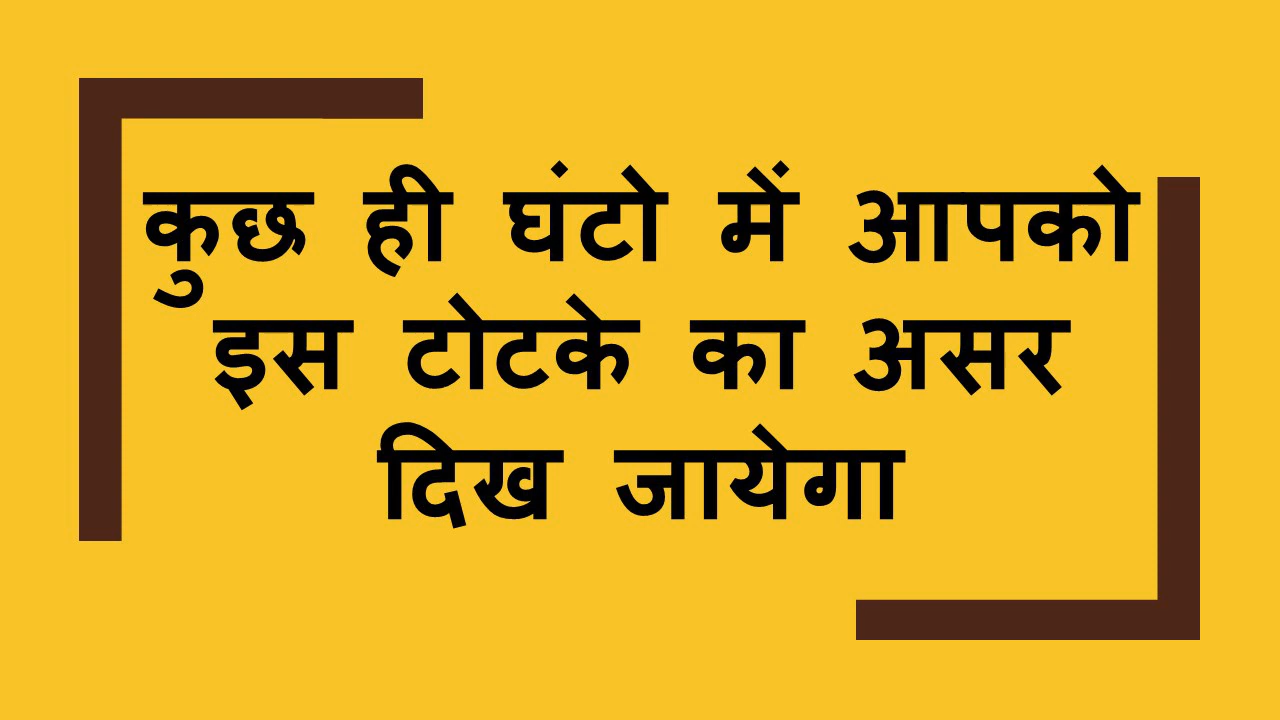 कुछ ही घंटो में आपको
इस टोटके का असर
दिख जायेगा